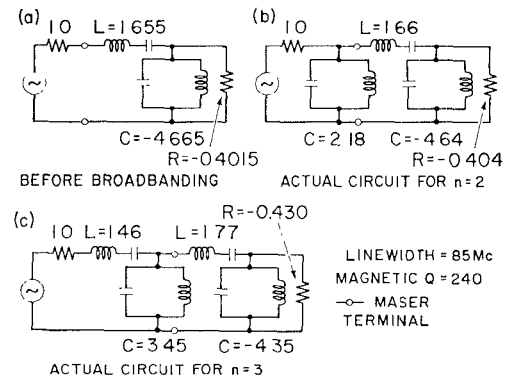 (a)
1 0 L=1 655
C=-4 665
R=-0.4015
BEFORE BROADBANDING
(b)
1 0 L=1 66
C=2 18 C=-4 64
R=-0 404
ACTUAL CIRCUIT FOR n=2
(c)
R=-0.430
1 0 L=1 46 L=1 77
C=3 45 C=-4 35
ACTUAL CIRCUIT FOR n=3
LINEWIDTH = 85Mc
MAGNETIC Q = 240
MASER
TERMINAL